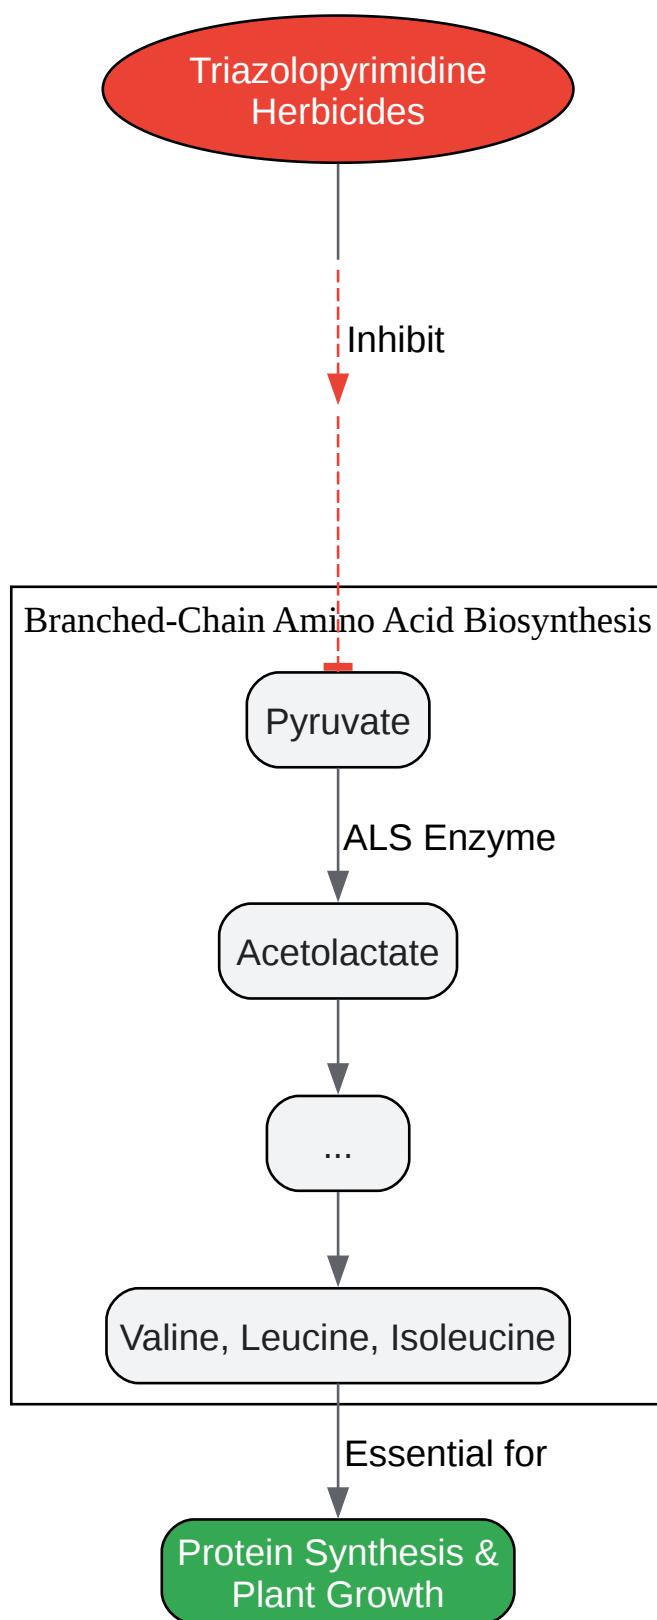 Triazolopyrimidine
Herbicides
Inhibit
Branched-Chain Amino Acid Biosynthesis
Pyruvate
ALS Enzyme
Acetolactate
...
Valine, Leucine, Isoleucine
Essential for
Protein Synthesis &
Plant Growth